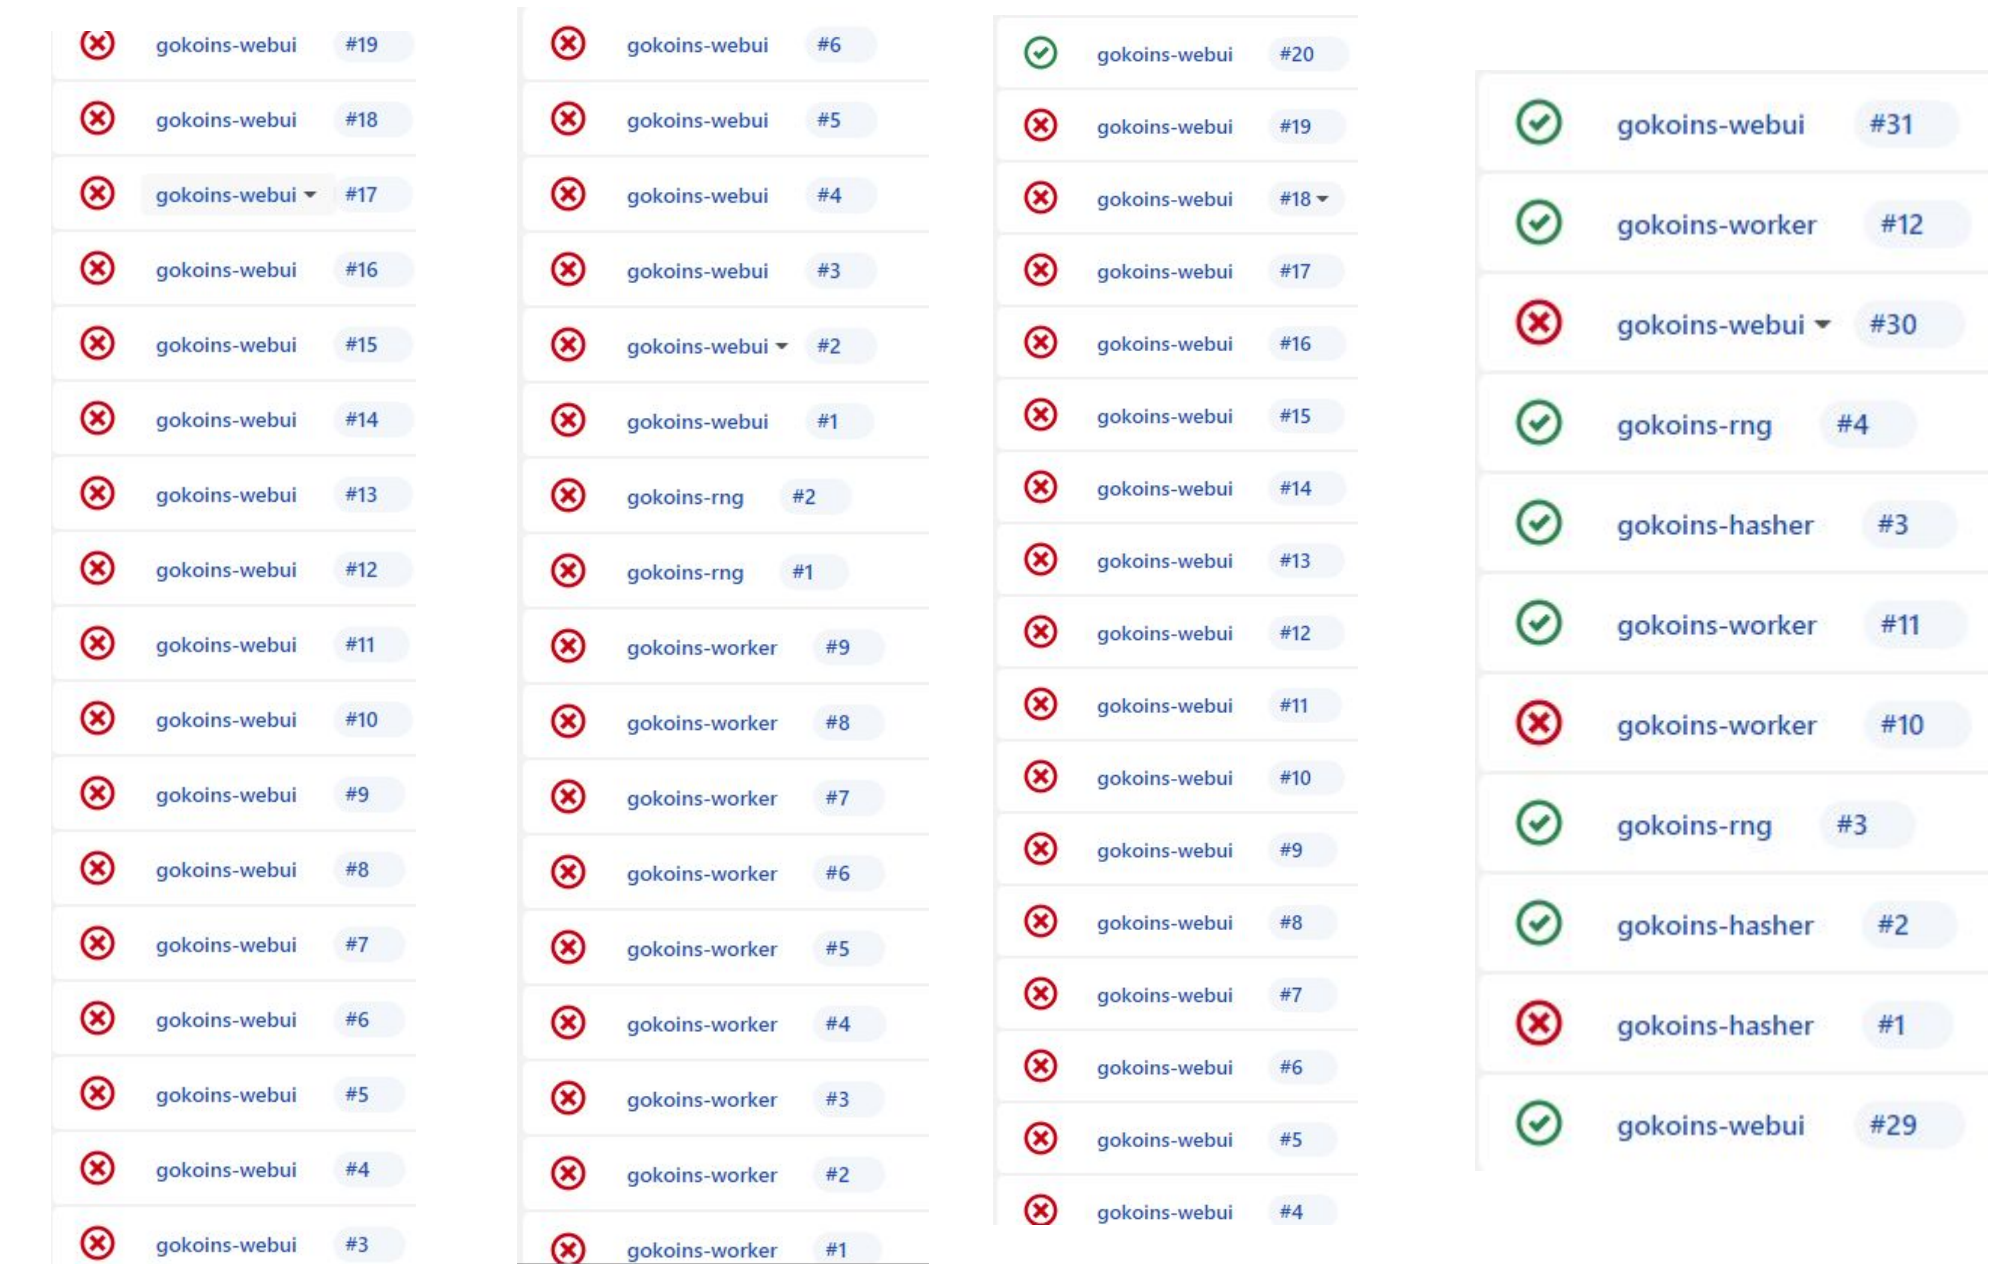 gokoins-webui #19
gokoins-webui #18
gokoins-webui #17
gokoins-webui #16
gokoins-webui #15
gokoins-webui #14
gokoins-webui #13
gokoins-webui #12
gokoins-webui #11
gokoins-webui #10
gokoins-webui #9
gokoins-webui #8
gokoins-webui #7
gokoins-webui #6
gokoins-webui #5
gokoins-webui #4
gokoins-webui #3
gokoins-webui #6
gokoins-webui #5
gokoins-webui #4
gokoins-webui #3
gokoins-webui #2
gokoins-webui #1
gokoins-rng #2
gokoins-rng #1
gokoins-worker #9
gokoins-worker #8
gokoins-worker #7
gokoins-worker #6
gokoins-worker #5
gokoins-worker #4
gokoins-worker #3
gokoins-worker #2
gokoins-worker #1
gokoins-webui #20
gokoins-webui #19
gokoins-webui #18
gokoins-webui #17
gokoins-webui #16
gokoins-webui #15
gokoins-webui #14
gokoins-webui #13
gokoins-webui #12
gokoins-webui #11
gokoins-webui #10
gokoins-webui #9
gokoins-webui #8
gokoins-webui #7
gokoins-webui #6
gokoins-webui #5
gokoins-webui #4
gokoins-webui #31
gokoins-worker #12
gokoins-webui #30
gokoins-rng #4
gokoins-hasher #3
gokoins-worker #11
gokoins-worker #10
gokoins-rng #3
gokoins-hasher #2
gokoins-hasher #1
gokoins-webui #29